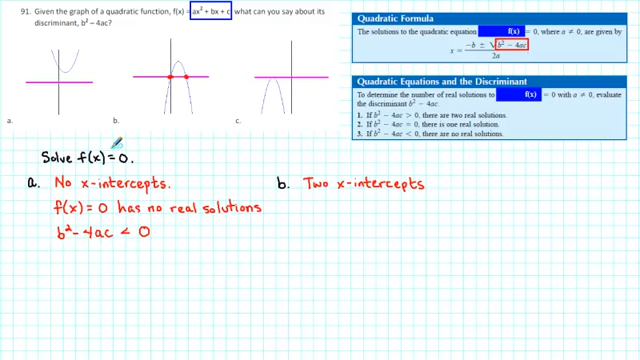 91. Given the graph of a quadratic function, f(x) = ax² + bx + c what can you say about its
discriminant, b² – 4ac?
a.
b.
c.
Quadratic Formula
The solutions to the quadratic equation f(x) = 0, where a ≠ 0, are given by
x = (-b ± √b² – 4ac) / 2a
Quadratic Equations and the Discriminant
To determine the number of real solutions to f(x) = 0 with a ≠ 0, evaluate
the discriminant b² – 4ac.
1. If b² – 4ac > 0, there are two real solutions.
2. If b² – 4ac = 0, there is one real solution.
3. If b² – 4ac < 0, there are no real solutions.
Solve f(x) = 0.
a. No x-intercepts.
f(x) = 0 has no real solutions
b² – 4ac < 0
b. Two x-intercepts